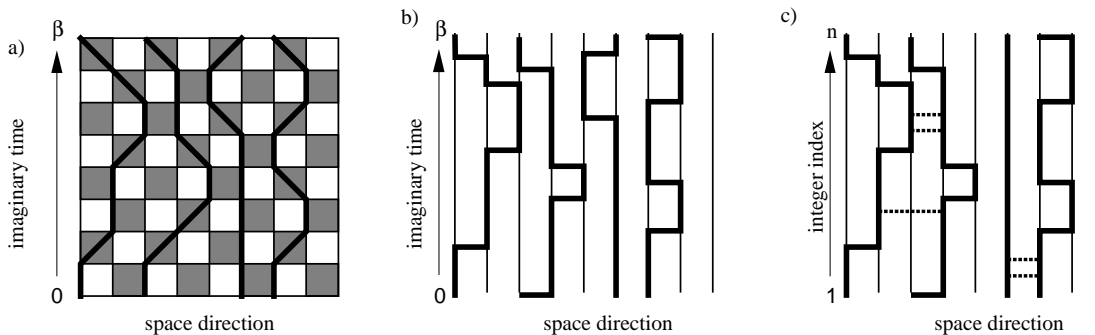 a)
β
imaginary time
0
space direction
b)
β
imaginary time
0
space direction
c)
n
integer index
1
space direction